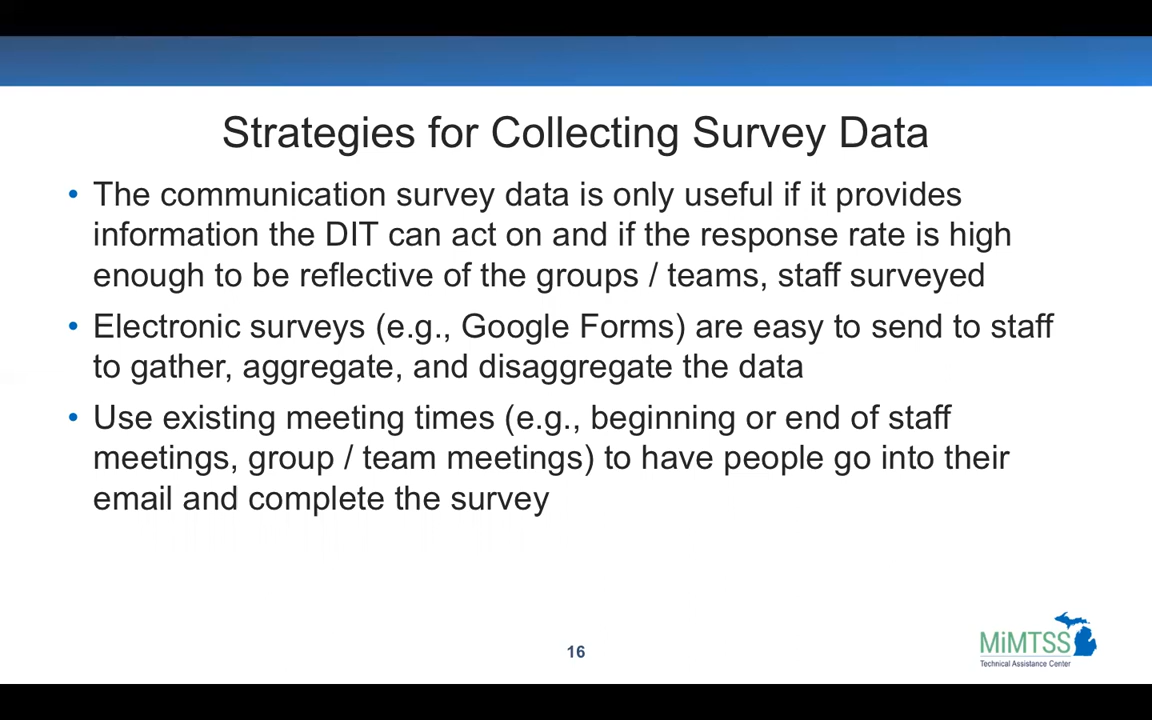 Strategies for Collecting Survey Data
• The communication survey data is only useful if it provides
information the DIT can act on and if the response rate is high
enough to be reflective of the groups / teams, staff surveyed
• Electronic surveys (e.g., Google Forms) are easy to send to staff
to gather, aggregate, and disaggregate the data
• Use existing meeting times (e.g., beginning or end of staff
meetings, group / team meetings) to have people go into their
email and complete the survey
16
MiMTSS
Technical Assistance Center